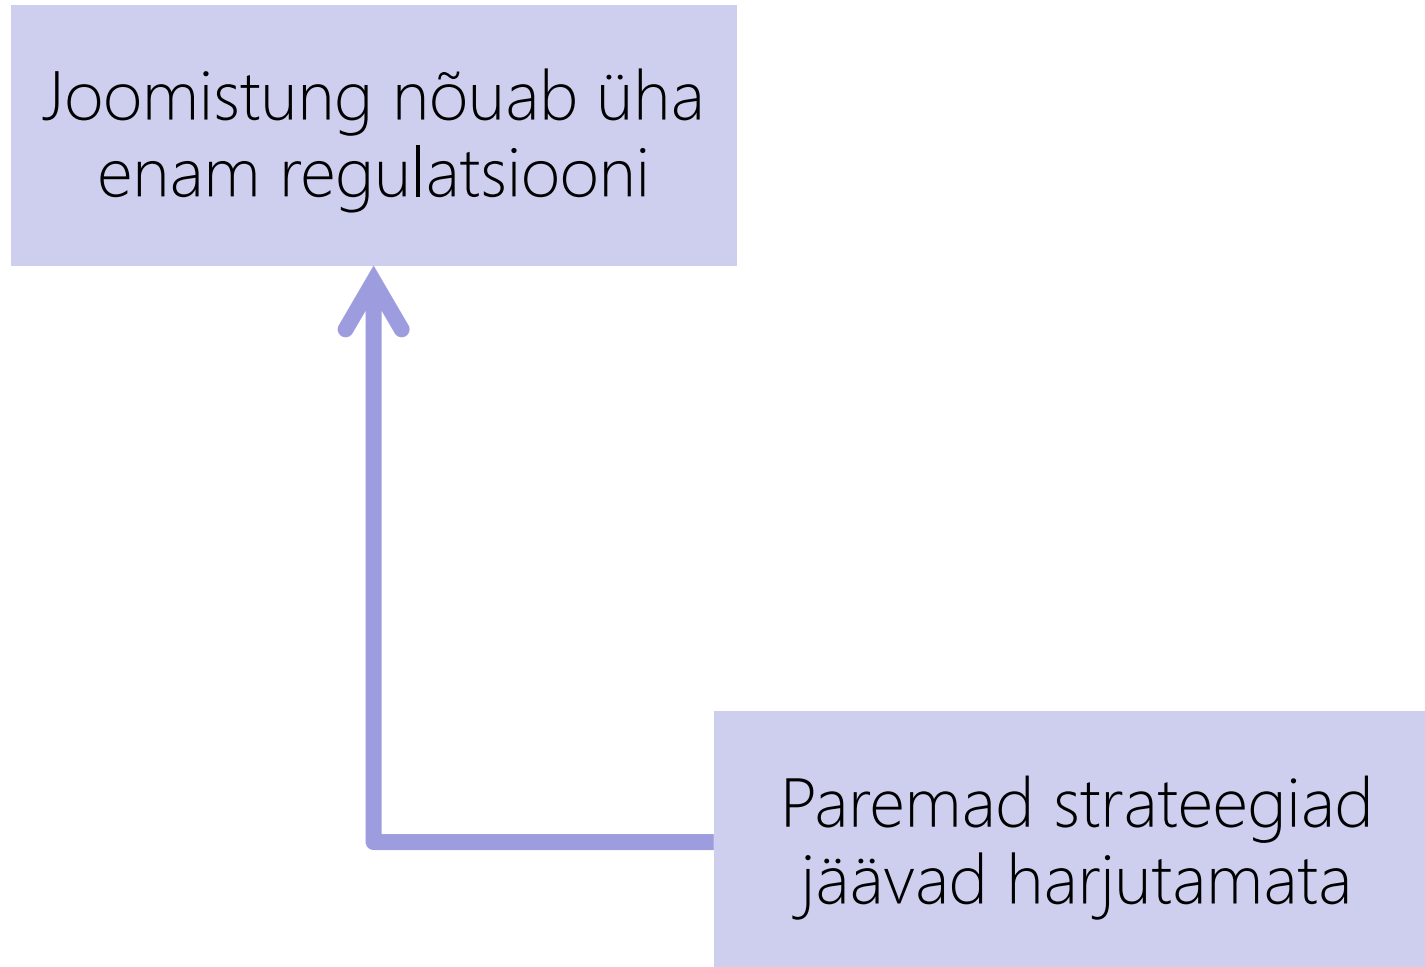 Joomistung nõuab üha
enam regulatsiooni
Paremad strateegiad
jäävad harjutamata